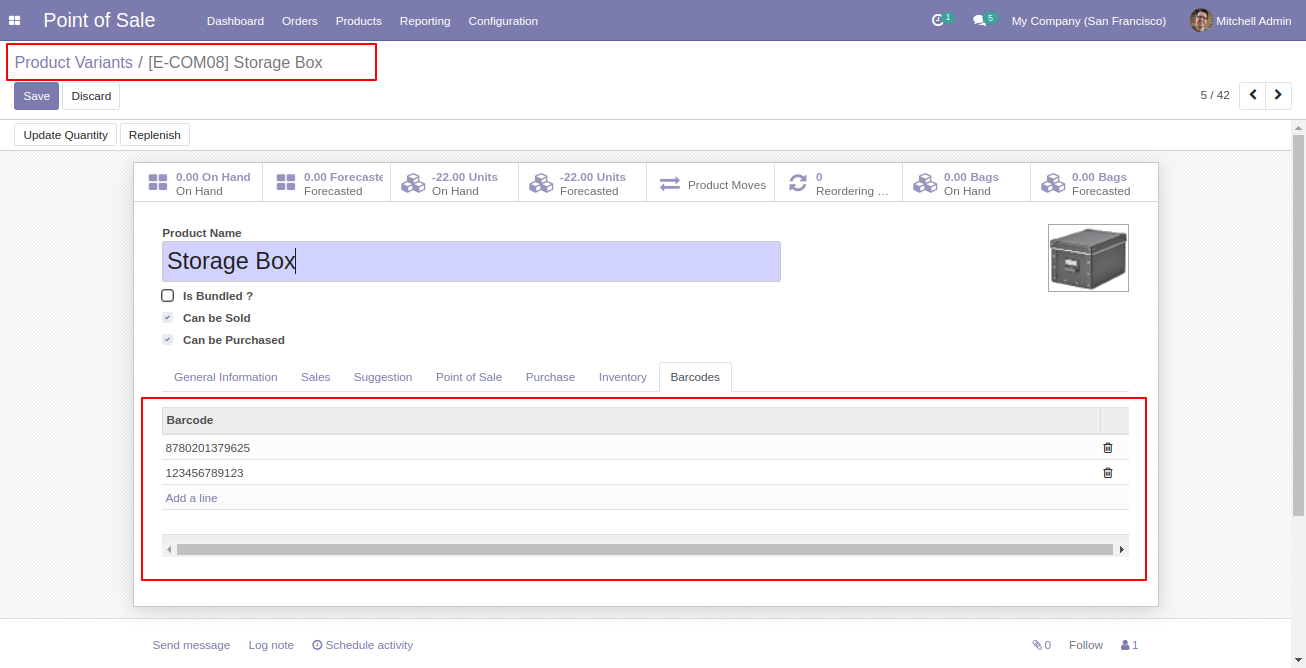 Point of Sale Dashboard Orders Products Reporting Configuration 1 5 My Company (San Francisco) Mitchell Admin
Product Variants / [E-COM08] Storage Box
Save Discard 5 / 42
Update Quantity Replenish
0.00 On Hand 0.00 Forecaste -22.00 Units -22.00 Units Product Moves 0 0.00 Bags 0.00 Bags
On Hand Forecasted On Hand Forecasted Reordering ... On Hand Forecasted
Product Name
Storage Box
Is Bundled ?
Can be Sold
Can be Purchased
General Information Sales Suggestion Point of Sale Purchase Inventory Barcodes
Barcode
8780201379625
123456789123
Add a line
Send message Log note Schedule activity 0 Follow 1